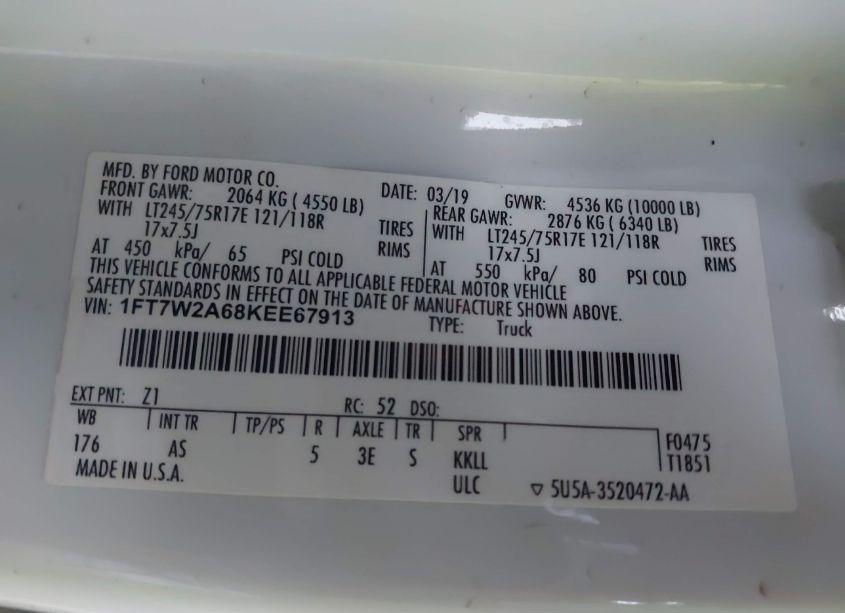 MFD. BY FORD MOTOR CO.
DATE: 03/19 GVWR: 4536 KG (10000 LB)
FRONT GAWR: 2064 KG ( 4550 LB)
WITH LT245/75R17E 121/118R TIRES
17x7.5J RIMS
AT 450 kPa/ 65 PSI COLD
REAR GAWR: 2876 KG ( 6340 LB)
WITH LT245/75R17E 121/118R TIRES
17x7.5J RIMS
AT 550 kPa/ 80 PSI COLD
THIS VEHICLE CONFORMS TO ALL APPLICABLE FEDERAL MOTOR VEHICLE
SAFETY STANDARDS IN EFFECT ON THE DATE OF MANUFACTURE SHOWN ABOVE.
VIN: 1FT7W2A68KEE67913 TYPE: Truck
EXT PNT: Z1 RC: 52 DSO:
WB INT TR TP/PS R AXLE TR SPR F0475
176 AS 5 3E S KKLL T1851
MADE IN U.S.A. ULC ▽ 5U5A-3520472-AA